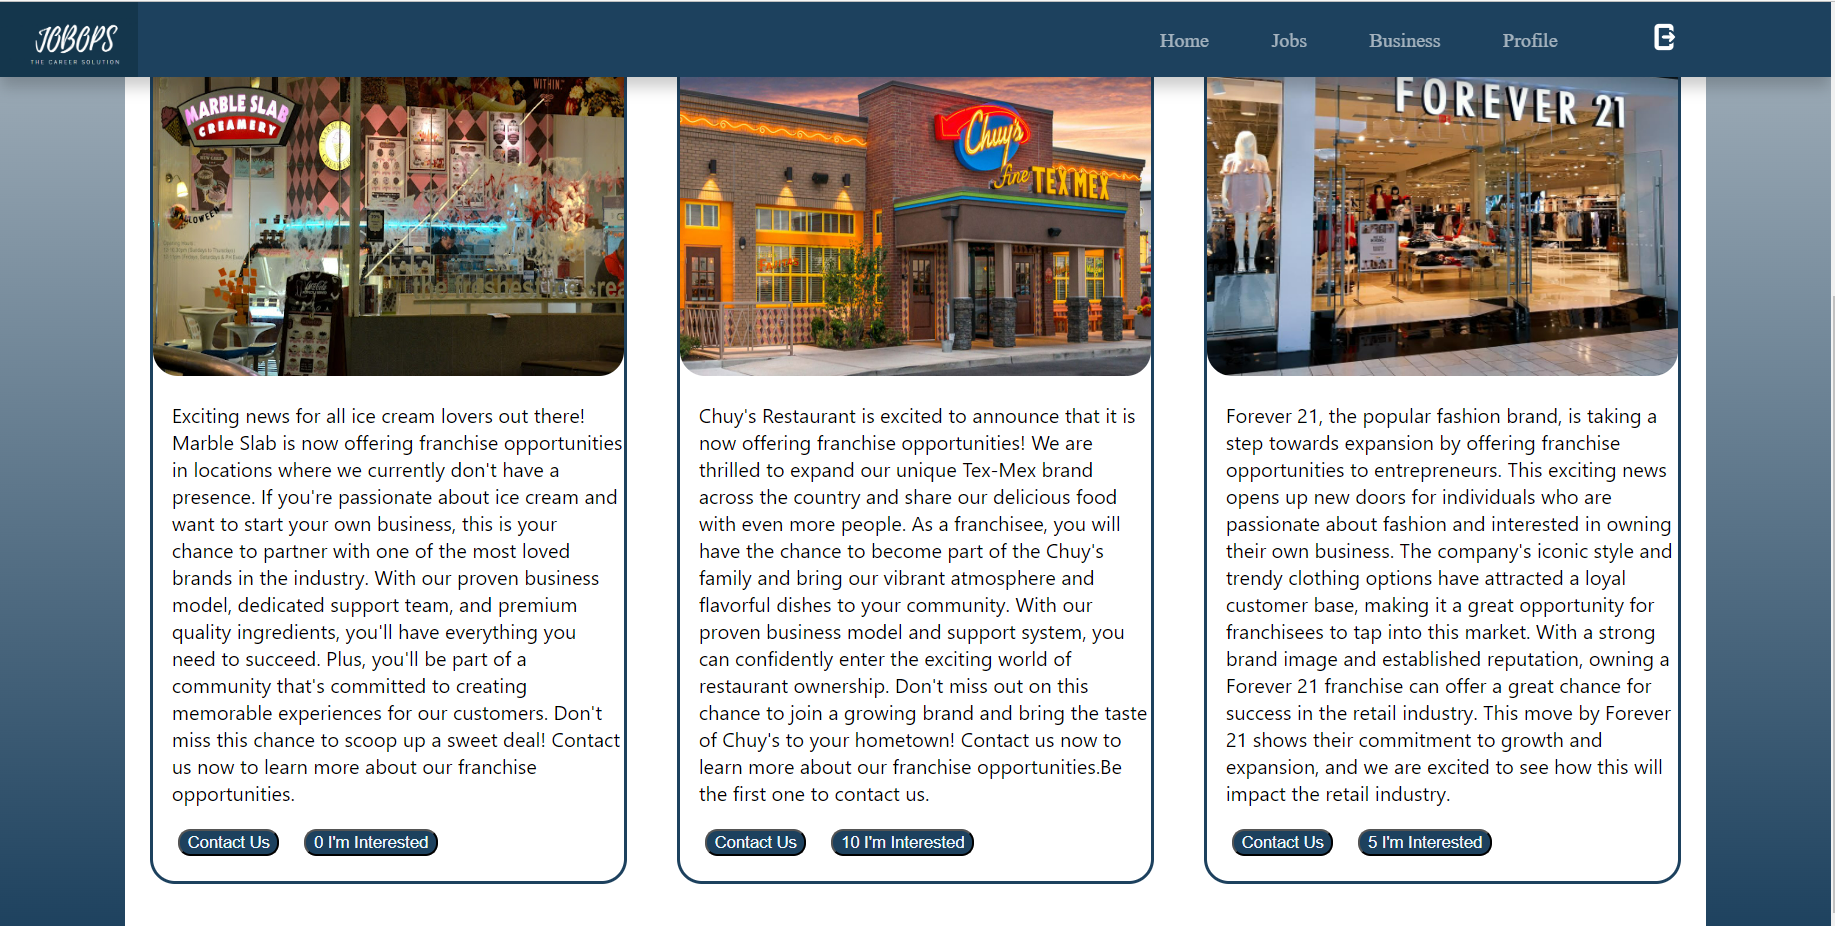 JOBOPS
THE CAREER SOLUTION
Home
Jobs
Business
Profile
WITHIN.
MARBLE SLAB
CREAMERY
HALLOWEEN
the freshest
Chuy's
fine TEX MEX
FOREVER 21
Exciting news for all ice cream lovers out there!
Marble Slab is now offering franchise opportunities
in locations where we currently don't have a
presence. If you're passionate about ice cream and
want to start your own business, this is your
chance to partner with one of the most loved
brands in the industry. With our proven business
model, dedicated support team, and premium
quality ingredients, you'll have everything you
need to succeed. Plus, you'll be part of a
community that's committed to creating
memorable experiences for our customers. Don't
miss this chance to scoop up a sweet deal! Contact
us now to learn more about our franchise
opportunities.
Contact Us
0 I'm Interested
Chuy's Restaurant is excited to announce that it is
now offering franchise opportunities! We are
thrilled to expand our unique Tex-Mex brand
across the country and share our delicious food
with even more people. As a franchisee, you will
have the chance to become part of the Chuy's
family and bring our vibrant atmosphere and
flavorful dishes to your community. With our
proven business model and support system, you
can confidently enter the exciting world of
restaurant ownership. Don't miss out on this
chance to join a growing brand and bring the taste
of Chuy's to your hometown! Contact us now to
learn more about our franchise opportunities.Be
the first one to contact us.
Contact Us
10 I'm Interested
Forever 21, the popular fashion brand, is taking a
step towards expansion by offering franchise
opportunities to entrepreneurs. This exciting news
opens up new doors for individuals who are
passionate about fashion and interested in owning
their own business. The company's iconic style and
trendy clothing options have attracted a loyal
customer base, making it a great opportunity for
franchisees to tap into this market. With a strong
brand image and established reputation, owning a
Forever 21 franchise can offer a great chance for
success in the retail industry. This move by Forever
21 shows their commitment to growth and
expansion, and we are excited to see how this will
impact the retail industry.
Contact Us
5 I'm Interested